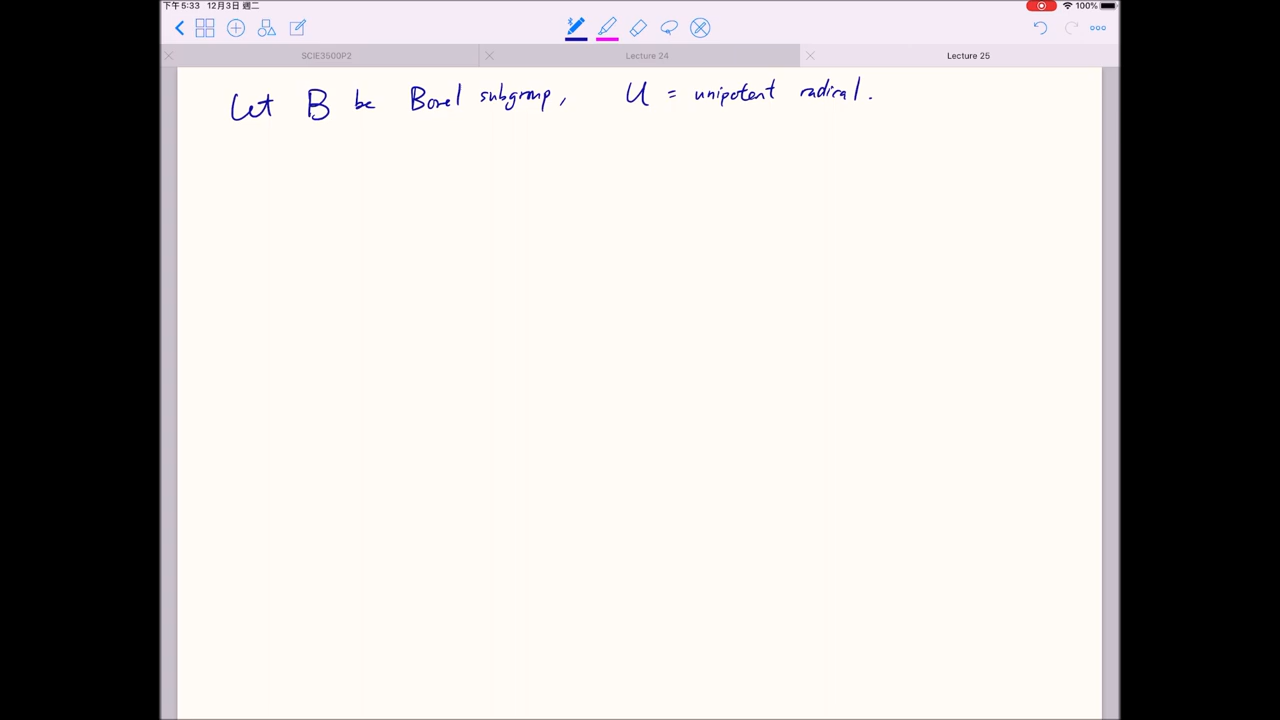 下午5:33 12月3日 週二
100%
SCIE3500P2
Lecture 24
Lecture 25
Let B be Borel subgroup, U = unipotent radical.